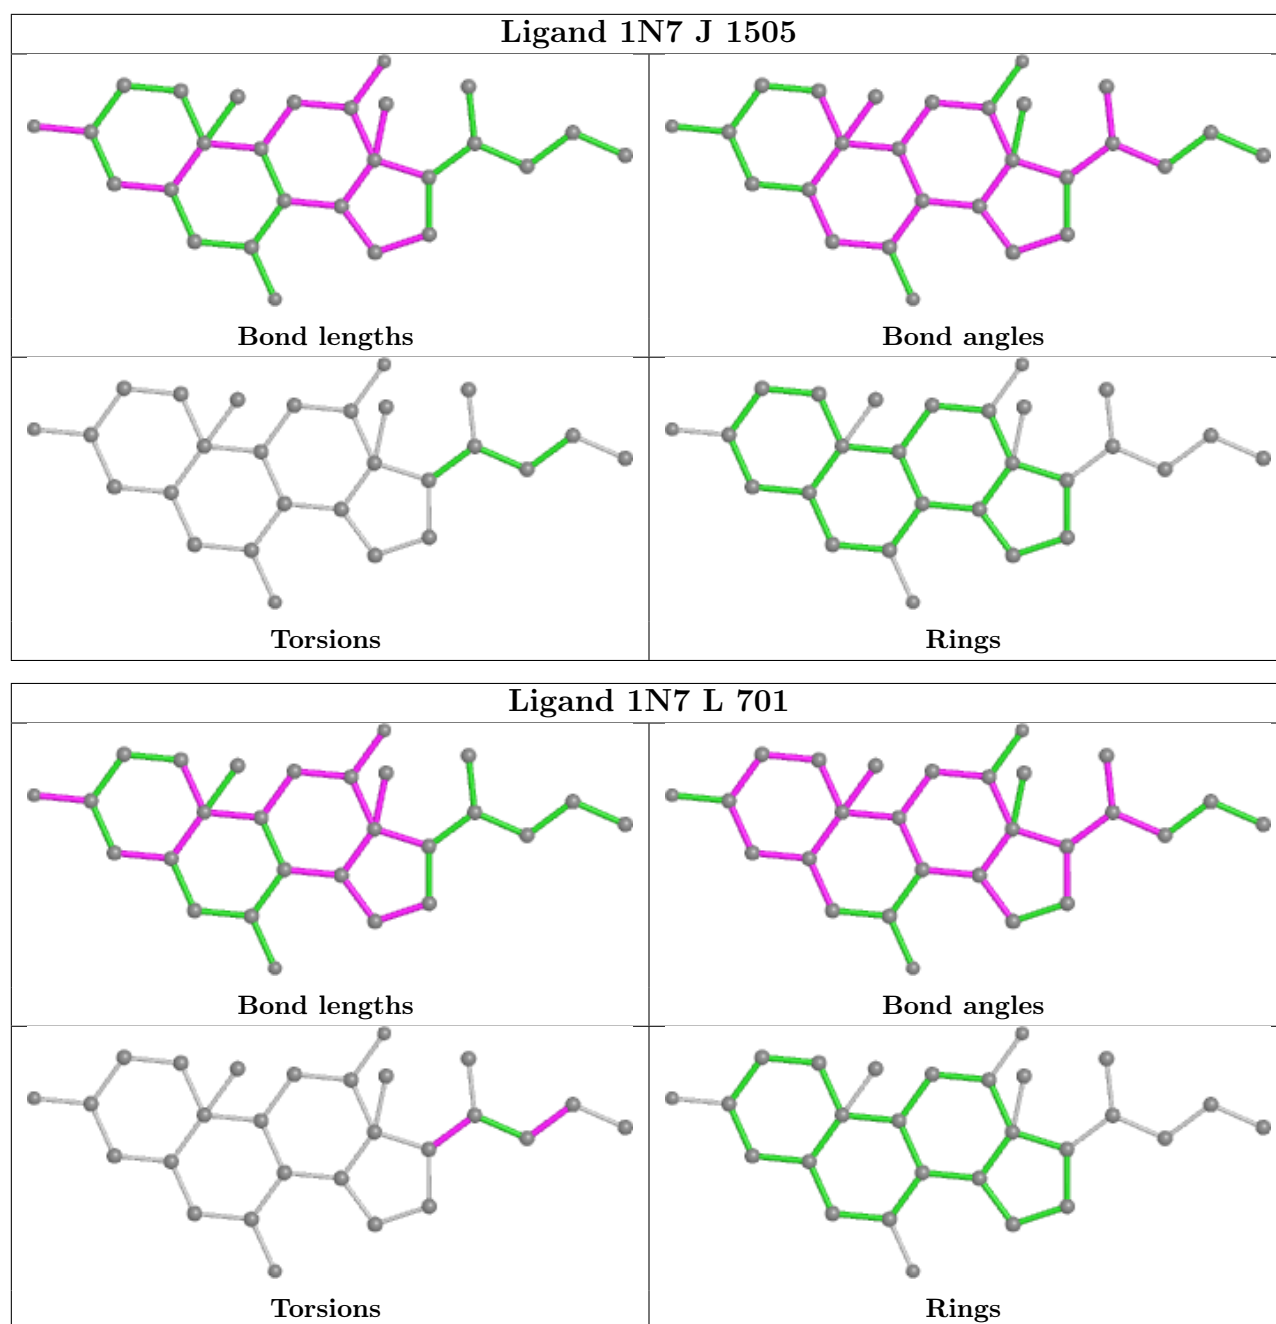 Ligand 1N7 J 1505
Bond lengths
Bond angles
Torsions
Rings
Ligand 1N7 L 701
Bond lengths
Bond angles
Torsions
Rings